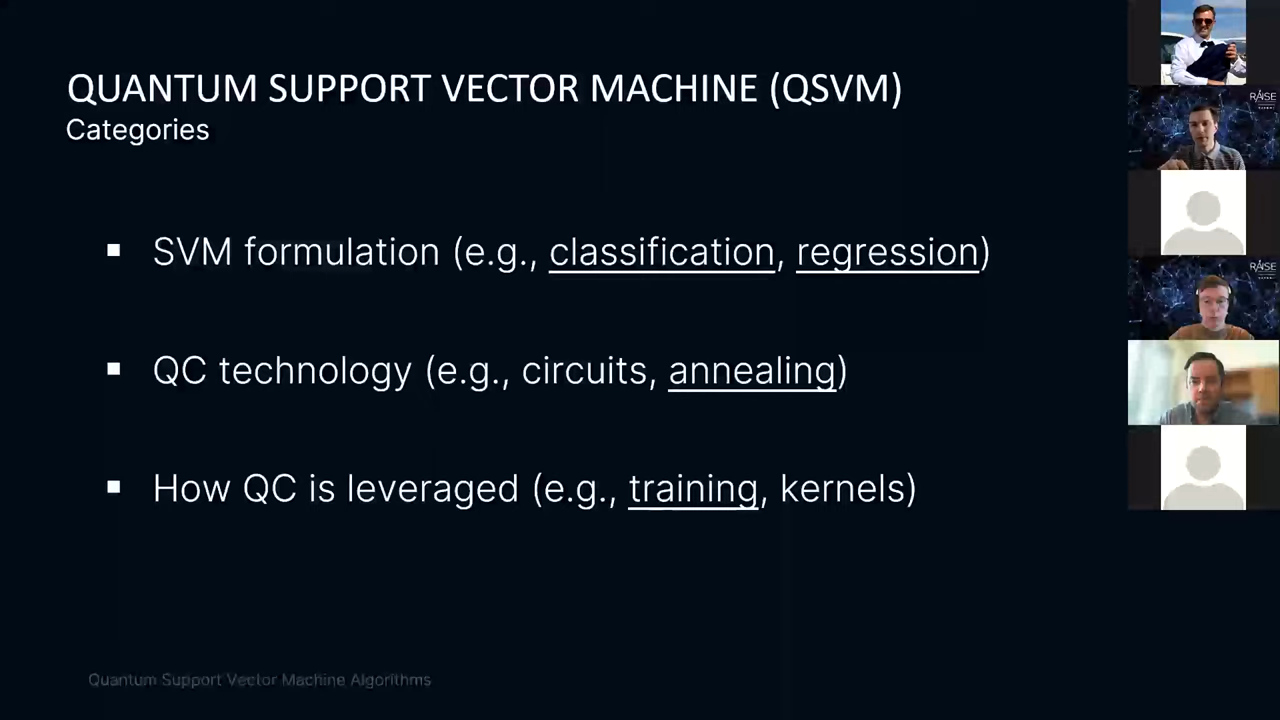 QUANTUM SUPPORT VECTOR MACHINE (QSVM)
Categories
▪ SVM formulation (e.g., classification, regression)
▪ QC technology (e.g., circuits, annealing)
▪ How QC is leveraged (e.g., training, kernels)
Quantum Support Vector Machine Algorithms
RAISE
RAISE